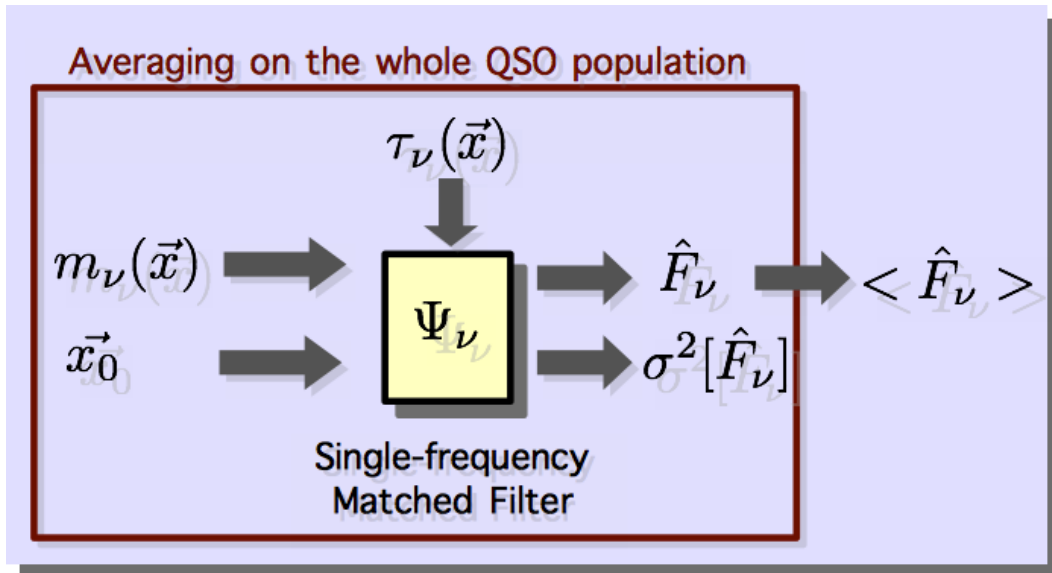 Averaging on the whole QSO population
τ_ν(x⃗)
m_ν(x⃗)
F̂_ν
< F̂_ν >
Ψ_ν
x⃗_0
σ²[F̂_ν]
Single-frequency
Matched Filter